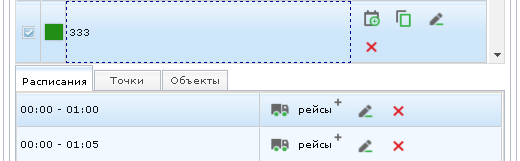 333
Расписания Точки Объекты
00:00 - 01:00 рейсы+
00:00 - 01:05 рейсы+